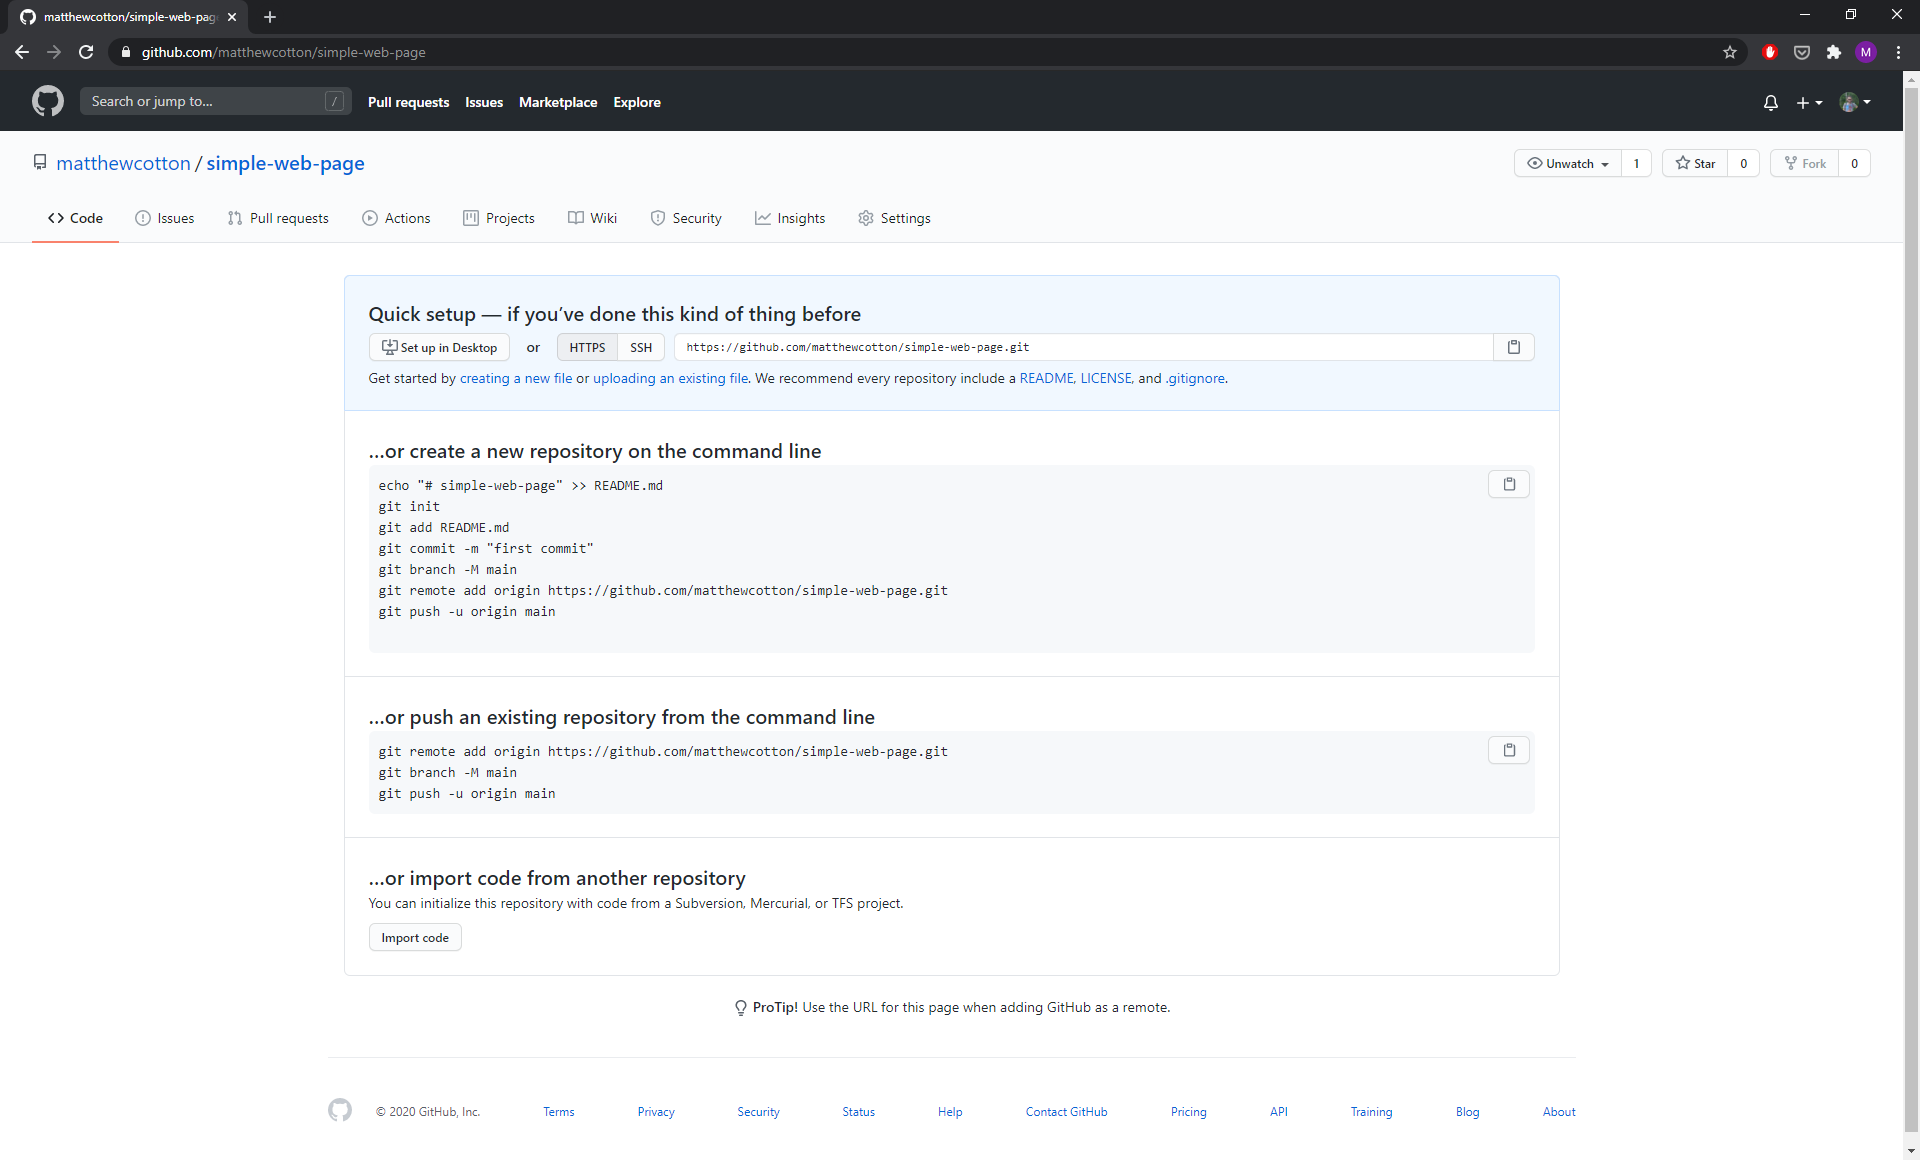 matthewcotton/simple-web-pag
github.com/matthewcotton/simple-web-page
M
Search or jump to...
/
Pull requests Issues Marketplace Explore
matthewcotton / simple-web-page
Unwatch 1 Star 0 Fork 0
Code Issues Pull requests Actions Projects Wiki Security Insights Settings
Quick setup — if you’ve done this kind of thing before
Set up in Desktop or HTTPS SSH https://github.com/matthewcotton/simple-web-page.git
Get started by creating a new file or uploading an existing file. We recommend every repository include a README, LICENSE, and .gitignore.
…or create a new repository on the command line
echo "# simple-web-page" >> README.md
git init
git add README.md
git commit -m "first commit"
git branch -M main
git remote add origin https://github.com/matthewcotton/simple-web-page.git
git push -u origin main
…or push an existing repository from the command line
git remote add origin https://github.com/matthewcotton/simple-web-page.git
git branch -M main
git push -u origin main
…or import code from another repository
You can initialize this repository with code from a Subversion, Mercurial, or TFS project.
Import code
ProTip! Use the URL for this page when adding GitHub as a remote.
© 2020 GitHub, Inc. Terms Privacy Security Status Help Contact GitHub Pricing API Training Blog About